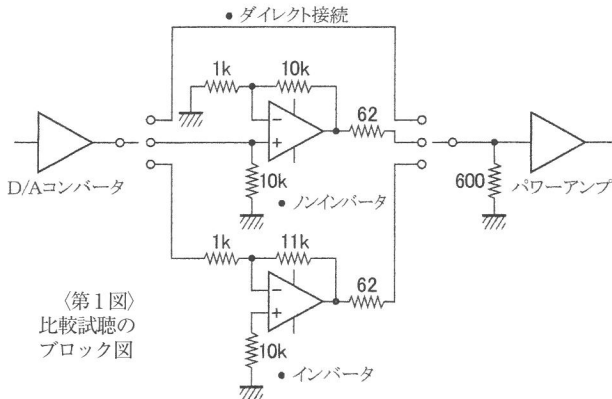 ● ダイレクト接続
1k
10k
62
−
+
10k
D/Aコンバータ
600
パワーアンプ
● ノンインバータ
1k
11k
62
−
+
10k
〈第1図〉
比較試聴の
ブロック図
● インバータ